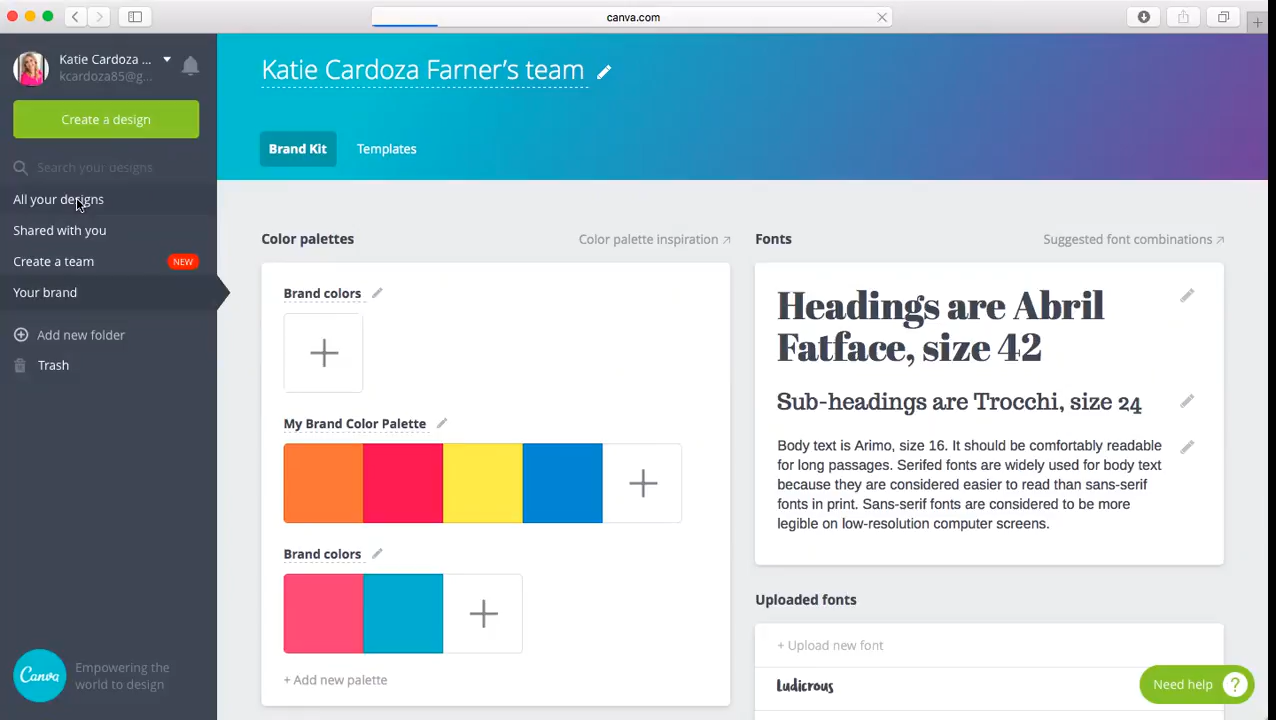 canva.com
Katie Cardoza ...
kcardoza85@g...
Create a design
Search your designs
All your designs
Shared with you
Create a team NEW
Your brand
Add new folder
Trash
Canva
Empowering the
world to design
Katie Cardoza Farner's team
Brand Kit Templates
Color palettes Color palette inspiration
Brand colors
My Brand Color Palette
Brand colors
+ Add new palette
Fonts Suggested font combinations
Headings are Abril
Fatface, size 42
Sub-headings are Trocchi, size 24
Body text is Arimo, size 16. It should be comfortably readable
for long passages. Serifed fonts are widely used for body text
because they are considered easier to read than sans-serif
fonts in print. Sans-serif fonts are considered to be more
legible on low-resolution computer screens.
Uploaded fonts
+ Upload new font
Ludicrous
Need help ?